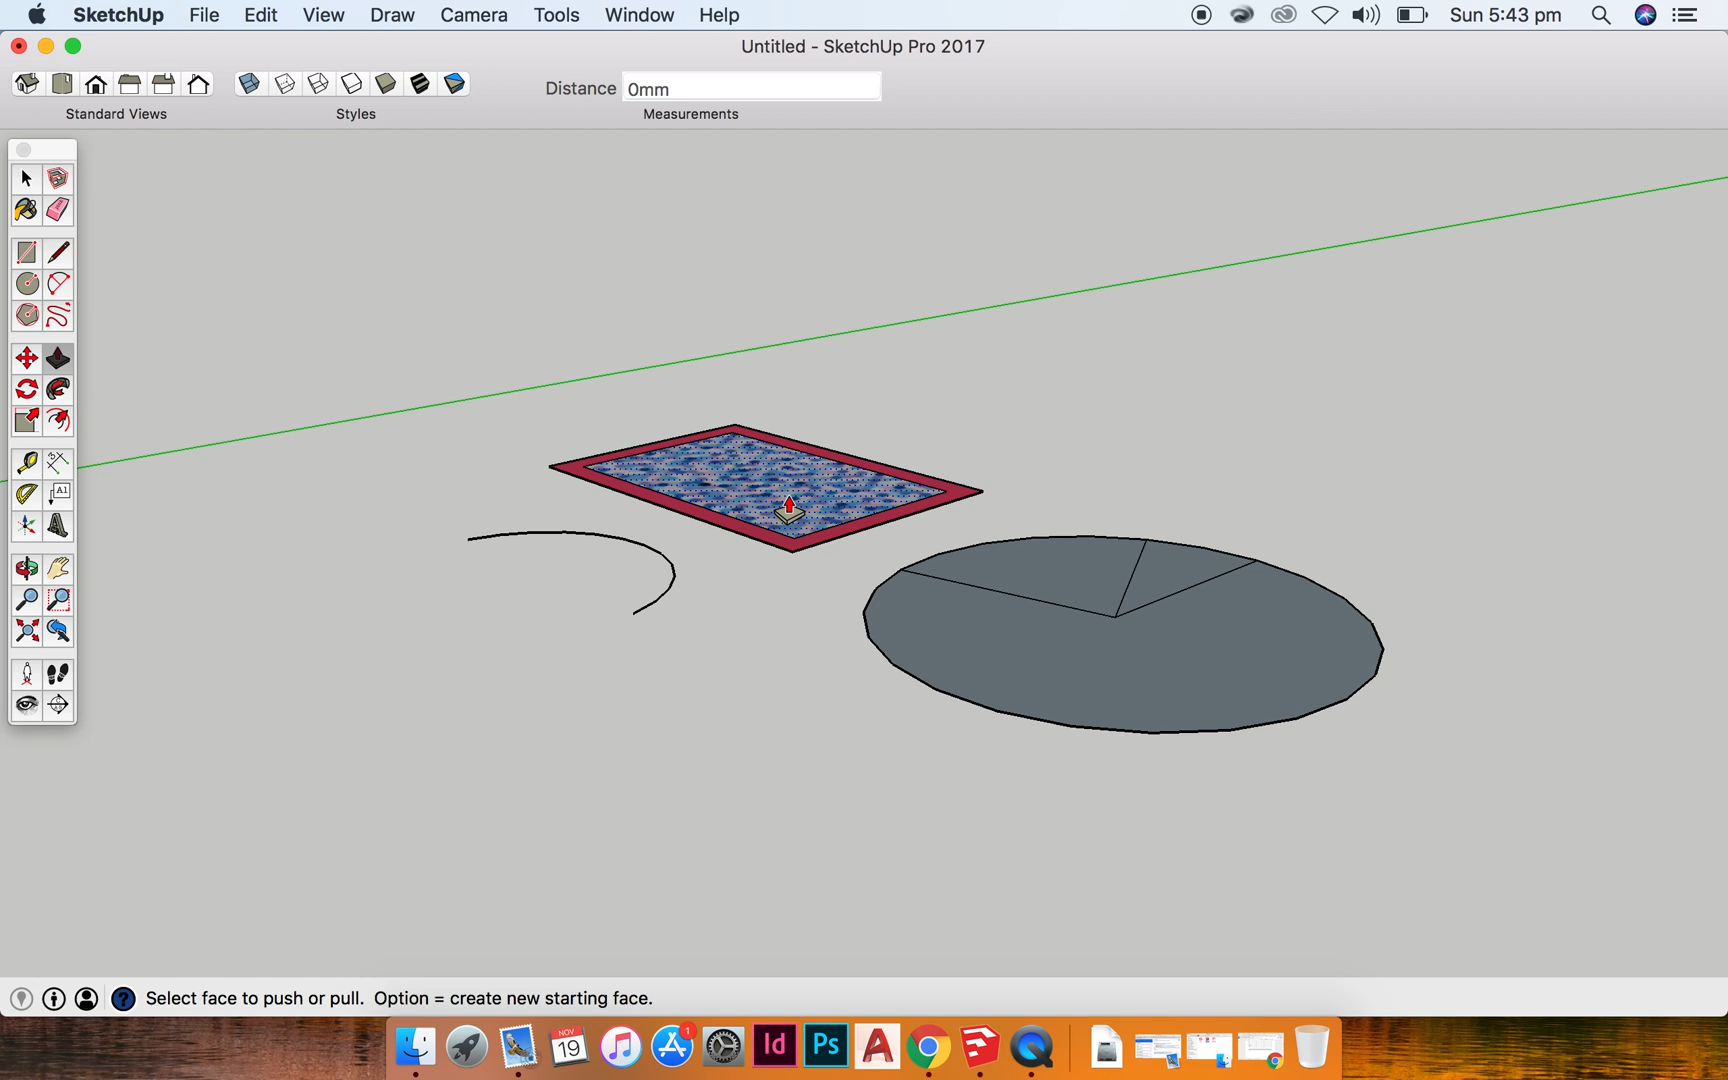 SketchUp File Edit View Draw Camera Tools Window Help Sun 5:43 pm
Untitled - SketchUp Pro 2017
Distance 0mm
Standard Views Styles Measurements
A1
Select face to push or pull. Option = create new starting face.
NOV
19
1
Id
Ps